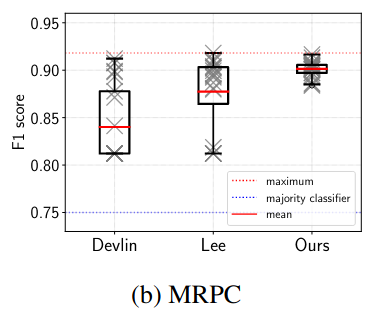 0.95
0.90
0.85
0.80
0.75
F1 score
maximum
majority classifier
mean
Devlin Lee Ours
(b) MRPC